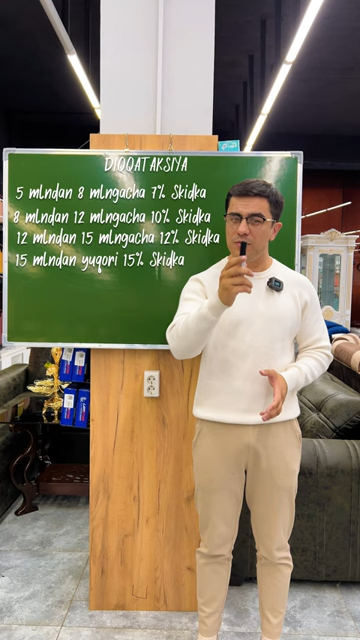 DIQQAT AKSIYA
5 mlndan 8 mlngacha 7% Skidka
8 mlndan 12 mlngacha 10% Skidka
12 mlndan 15 mlngacha 12% Skidka
15 mlndan yuqori 15% Skidka